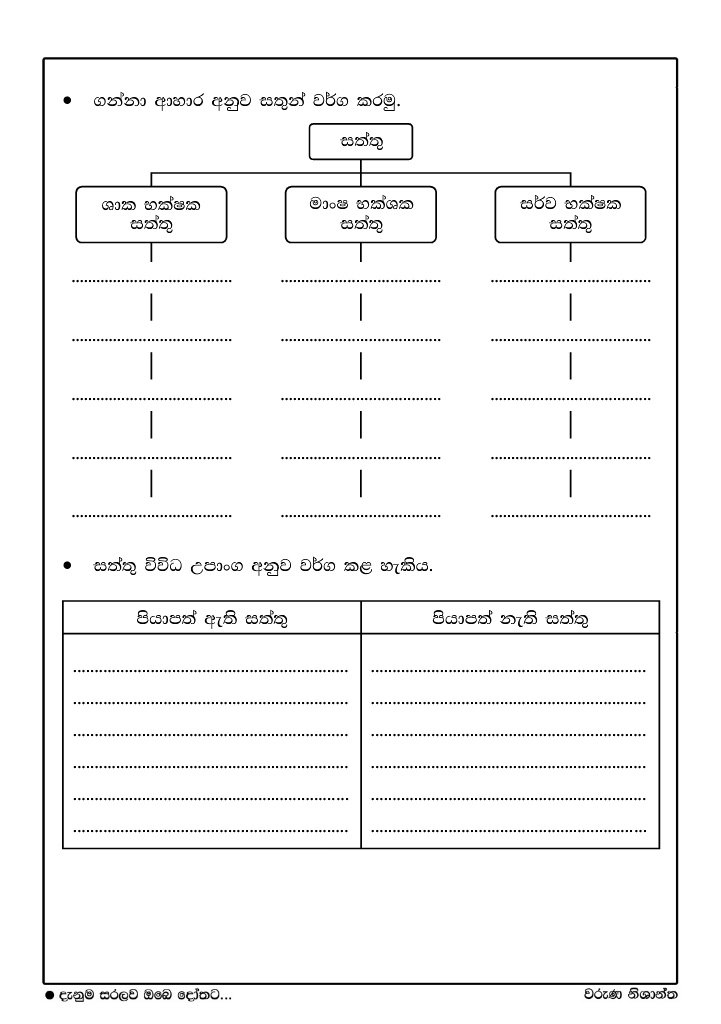 ● ගන්නා ආහාර අනුව සතුන් වර්ග කරමු.
සත්තු
ශාක භක්ෂක
සත්තු
මාංෂ භක්ශක
සත්තු
සර්ව භක්ෂක
සත්තු
● සත්තු විවිධ උපාංග අනුව වර්ග කළ හැකිය.
පියාපත් ඇති සත්තු
පියාපත් නැති සත්තු
● දැනුම සරලව ඔබෙ දෝතට...
වරුණ නිශාන්ත